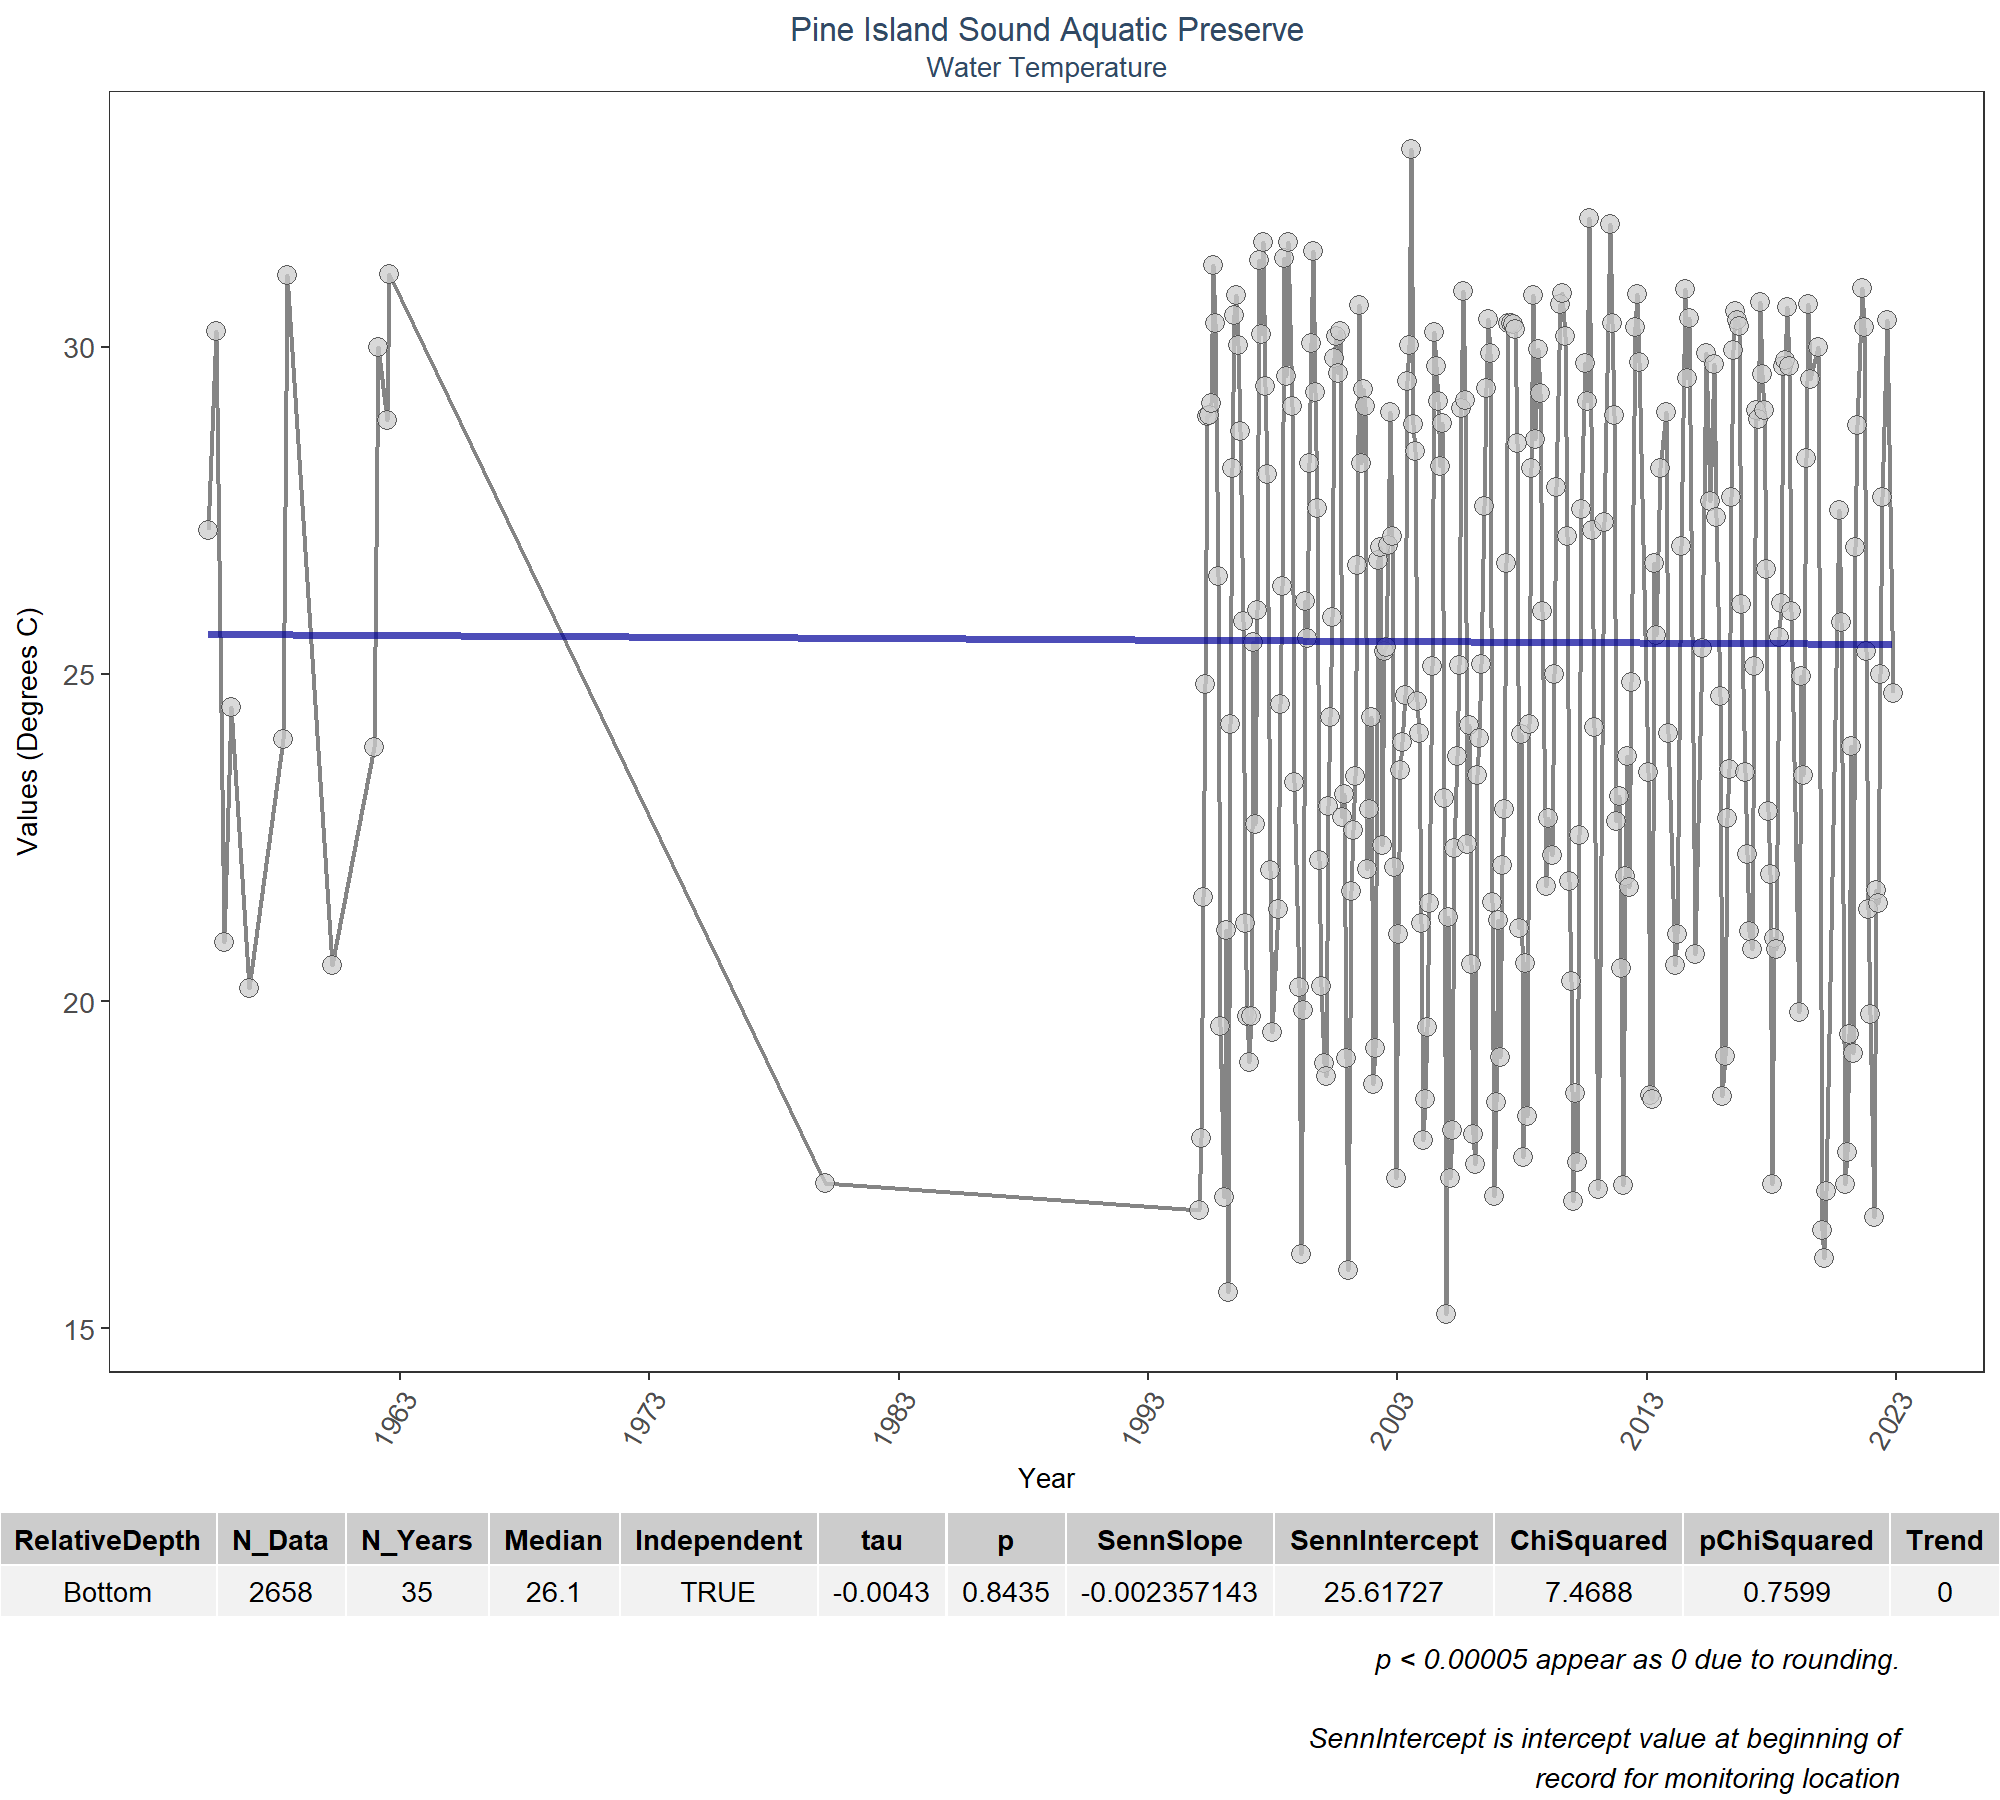 Pine Island Sound Aquatic Preserve
Water Temperature
Values (Degrees C)
30
25
20
15
1963 1973 1983 1993 2003 2013 2023
Year
RelativeDepth N_Data N_Years Median Independent tau p SennSlope SennIntercept ChiSquared pChiSquared Trend
Bottom 2658 35 26.1 TRUE -0.0043 0.8435 -0.002357143 25.61727 7.4688 0.7599 0
p < 0.00005 appear as 0 due to rounding.
SennIntercept is intercept value at beginning of
record for monitoring location